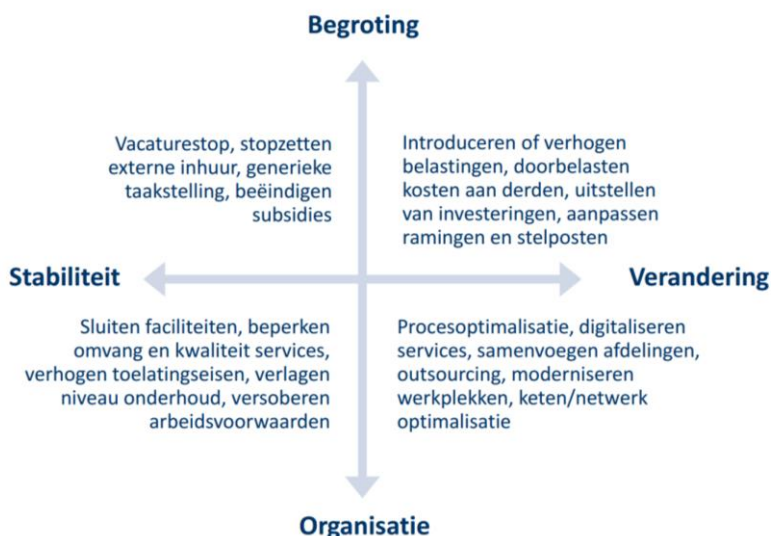 Begroting
Vacaturestop, stopzetten
externe inhuur, generieke
taakstelling, beëindigen
subsidies
Introduceren of verhogen
belastingen, doorbelasten
kosten aan derden, uitstellen
van investeringen, aanpassen
ramingen en stelposten
Stabiliteit
Verandering
Sluiten faciliteiten, beperken
omvang en kwaliteit services,
verhogen toelatingseisen, verlagen
niveau onderhoud, versoberen
arbeidsvoorwaarden
Procesoptimalisatie, digitaliseren
services, samenvoegen afdelingen,
outsourcing, moderniseren
werkplekken, keten/netwerk
optimalisatie
Organisatie